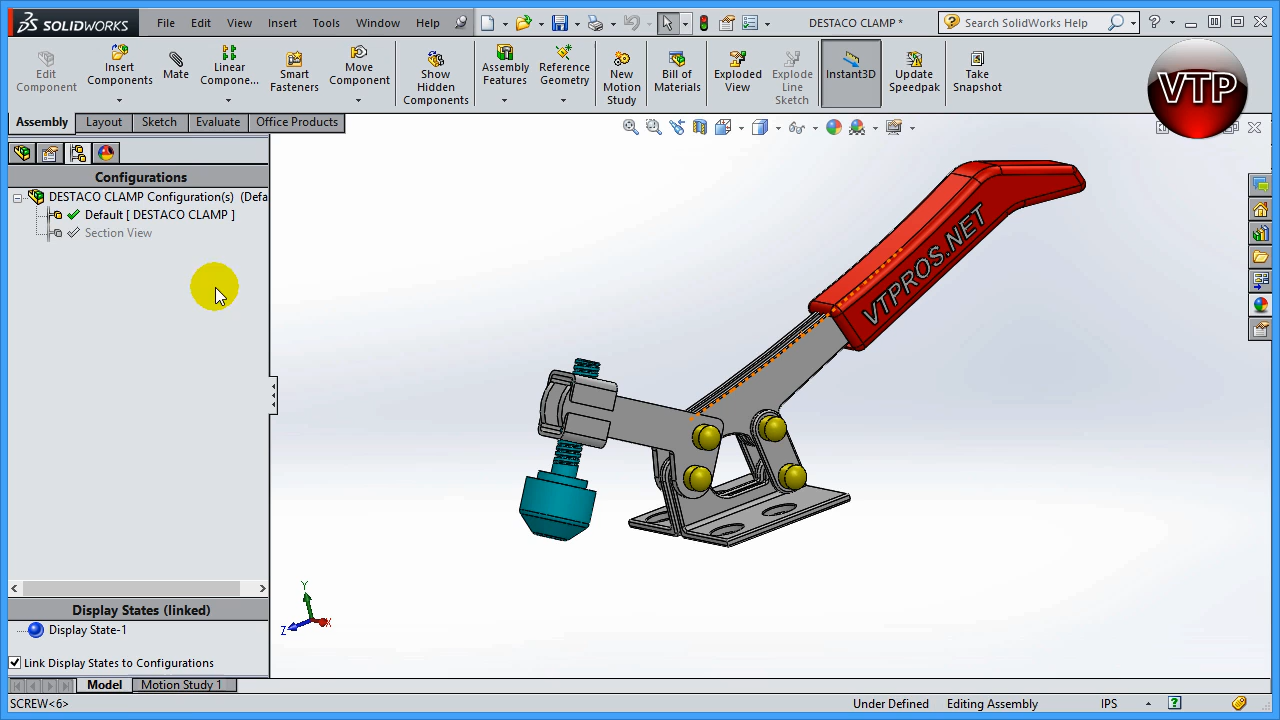 SOLIDWORKS
File Edit View Insert Tools Window Help
DESTACO CLAMP *
Search SolidWorks Help
Edit Component
Insert Components
Mate
Linear Compone...
Smart Fasteners
Move Component
Show Hidden Components
Assembly Features
Reference Geometry
New Motion Study
Bill of Materials
Exploded View
Explode Line Sketch
Instant3D
Update Speedpak
Take Snapshot
VTP
Assembly Layout Sketch Evaluate Office Products
Configurations
DESTACO CLAMP Configuration(s) (Defa
Default [ DESTACO CLAMP ]
Section View
VTPROS.NET
Y
Z
X
Display States (linked)
Display State-1
Link Display States to Configurations
Model Motion Study 1
SCREW<6>
Under Defined Editing Assembly IPS